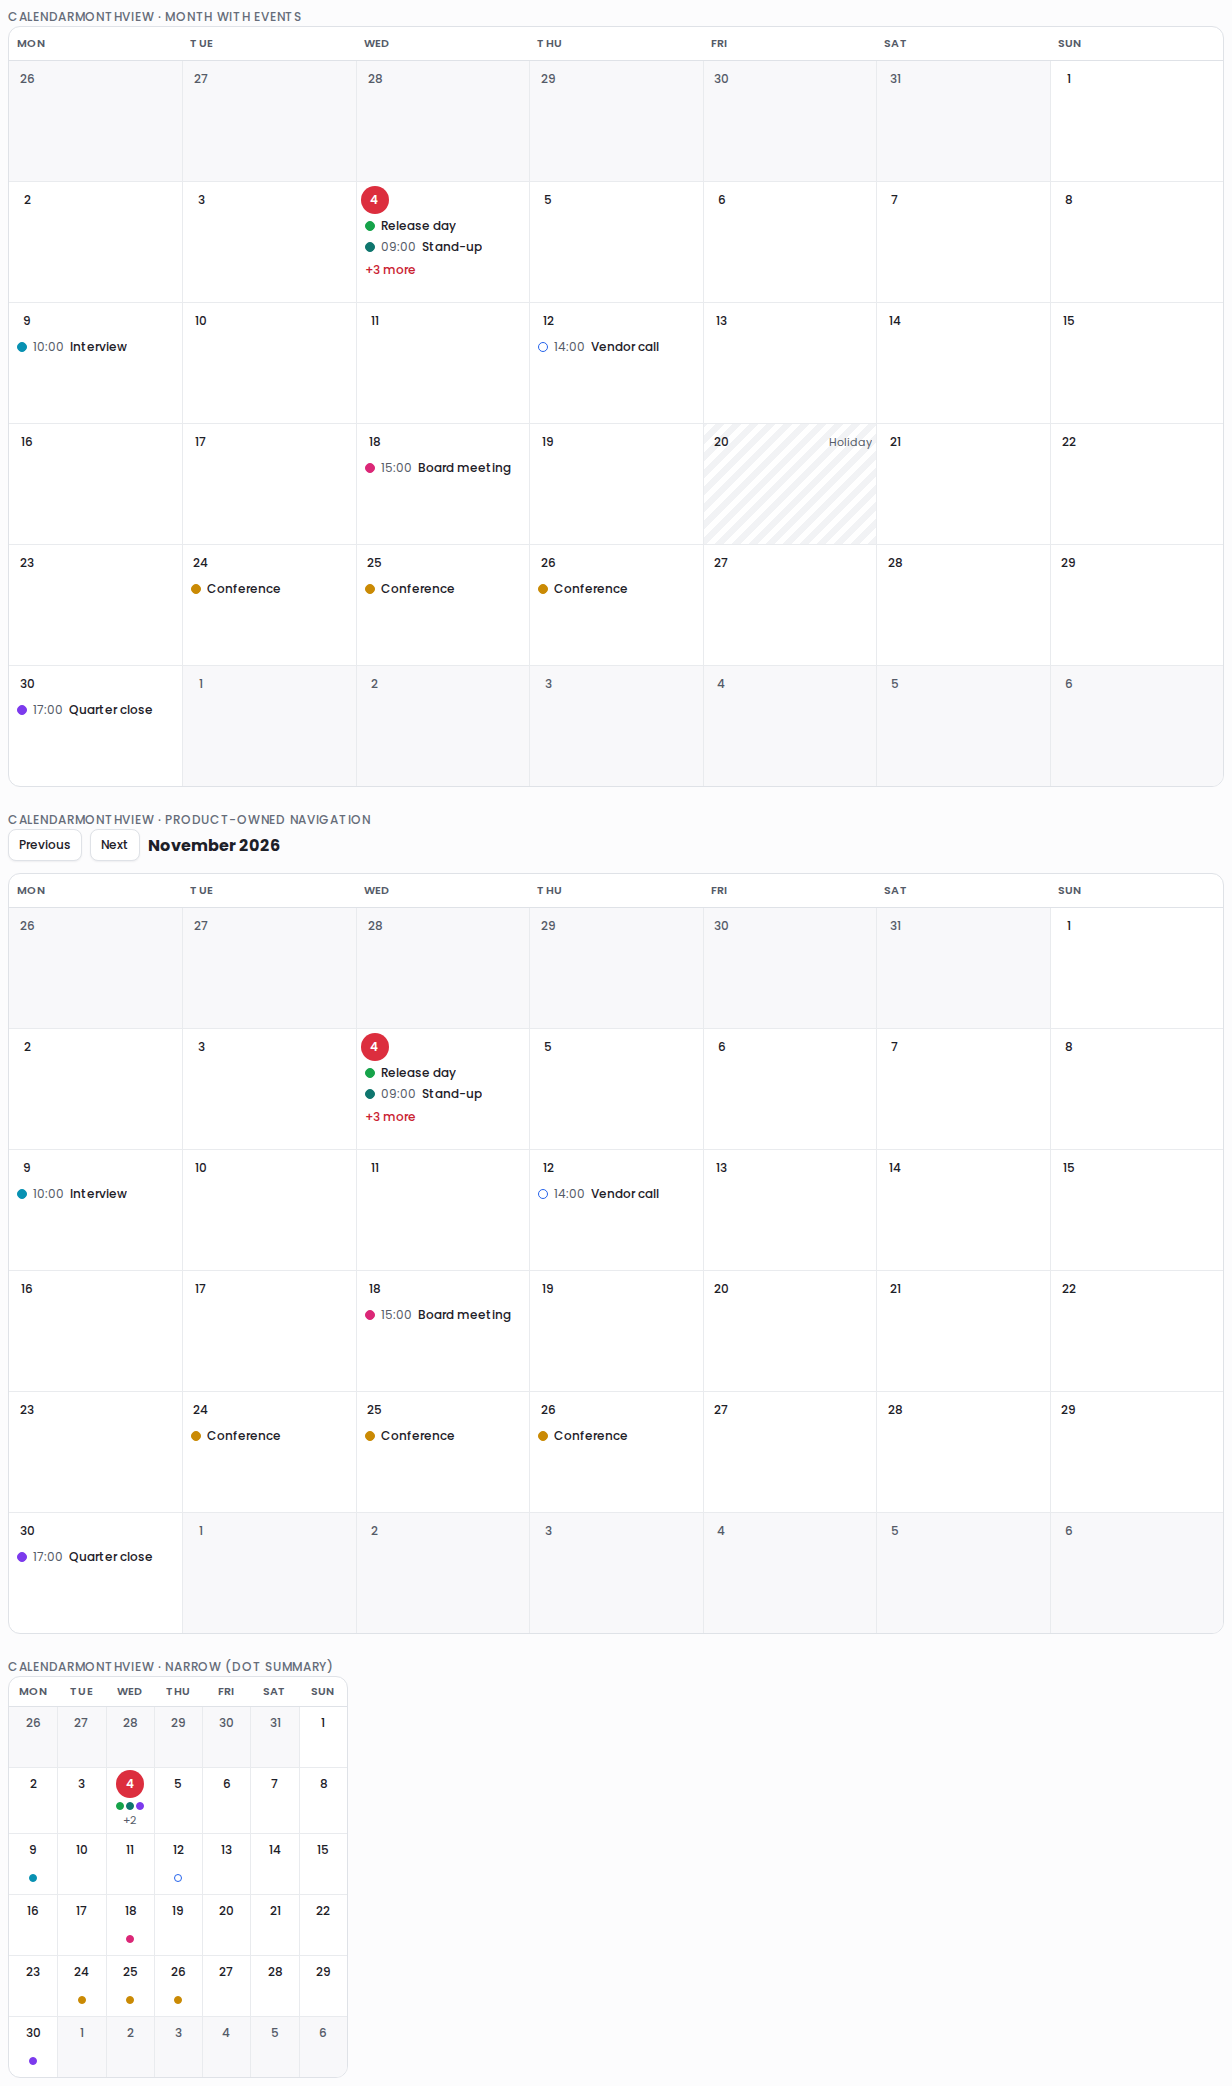 CALENDARMONTHVIEW · MONTH WITH EVENTS
MON TUE WED THU FRI SAT SUN
26 27 28 29 30 31 1
2 3 4 5 6 7 8
Release day
09:00 Stand-up
+3 more
9 10 11 12 13 14 15
10:00 Interview 14:00 Vendor call
16 17 18 19 20 Holiday 21 22
15:00 Board meeting
23 24 25 26 27 28 29
Conference Conference Conference
30 1 2 3 4 5 6
17:00 Quarter close
CALENDARMONTHVIEW · PRODUCT-OWNED NAVIGATION
Previous Next November 2026
MON TUE WED THU FRI SAT SUN
26 27 28 29 30 31 1
2 3 4 5 6 7 8
Release day
09:00 Stand-up
+3 more
9 10 11 12 13 14 15
10:00 Interview 14:00 Vendor call
16 17 18 19 20 21 22
15:00 Board meeting
23 24 25 26 27 28 29
Conference Conference Conference
30 1 2 3 4 5 6
17:00 Quarter close
CALENDARMONTHVIEW · NARROW (DOT SUMMARY)
MON TUE WED THU FRI SAT SUN
26 27 28 29 30 31 1
2 3 4 5 6 7 8
+2
9 10 11 12 13 14 15
16 17 18 19 20 21 22
23 24 25 26 27 28 29
30 1 2 3 4 5 6